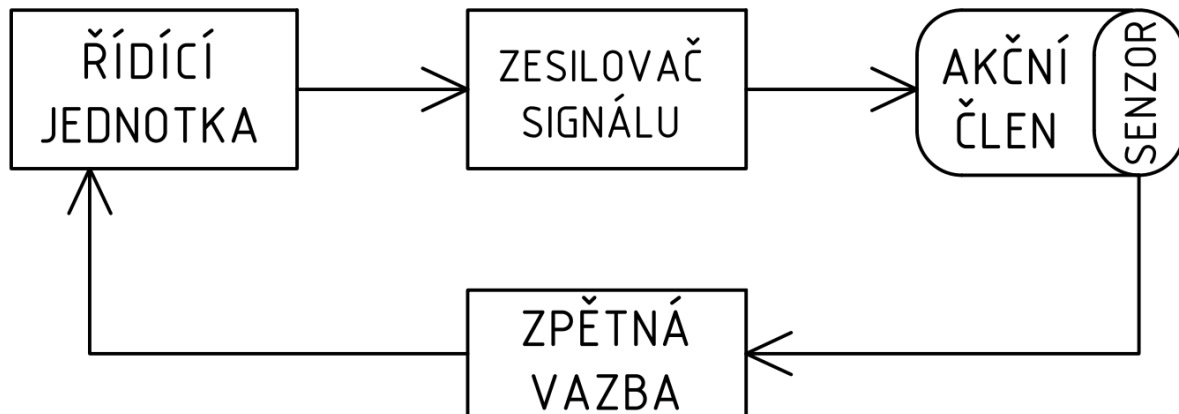 ŘÍDÍCÍ
JEDNOTKA
ZESILOVAČ
SIGNÁLU
AKČNÍ
ČLEN
SENZOR
ZPĚTNÁ
VAZBA